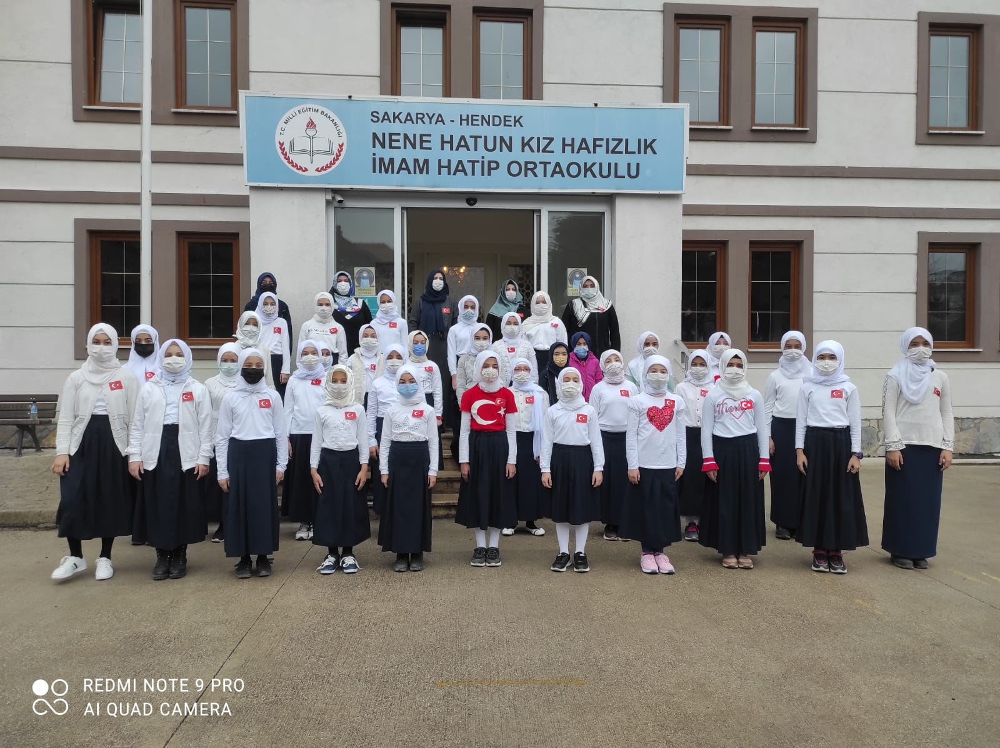 T.C. MİLLİ EĞİTİM BAKANLIĞI
SAKARYA - HENDEK
NENE HATUN KIZ HAFIZLIK
İMAM HATİP ORTAOKULU
REDMI NOTE 9 PRO
AI QUAD CAMERA